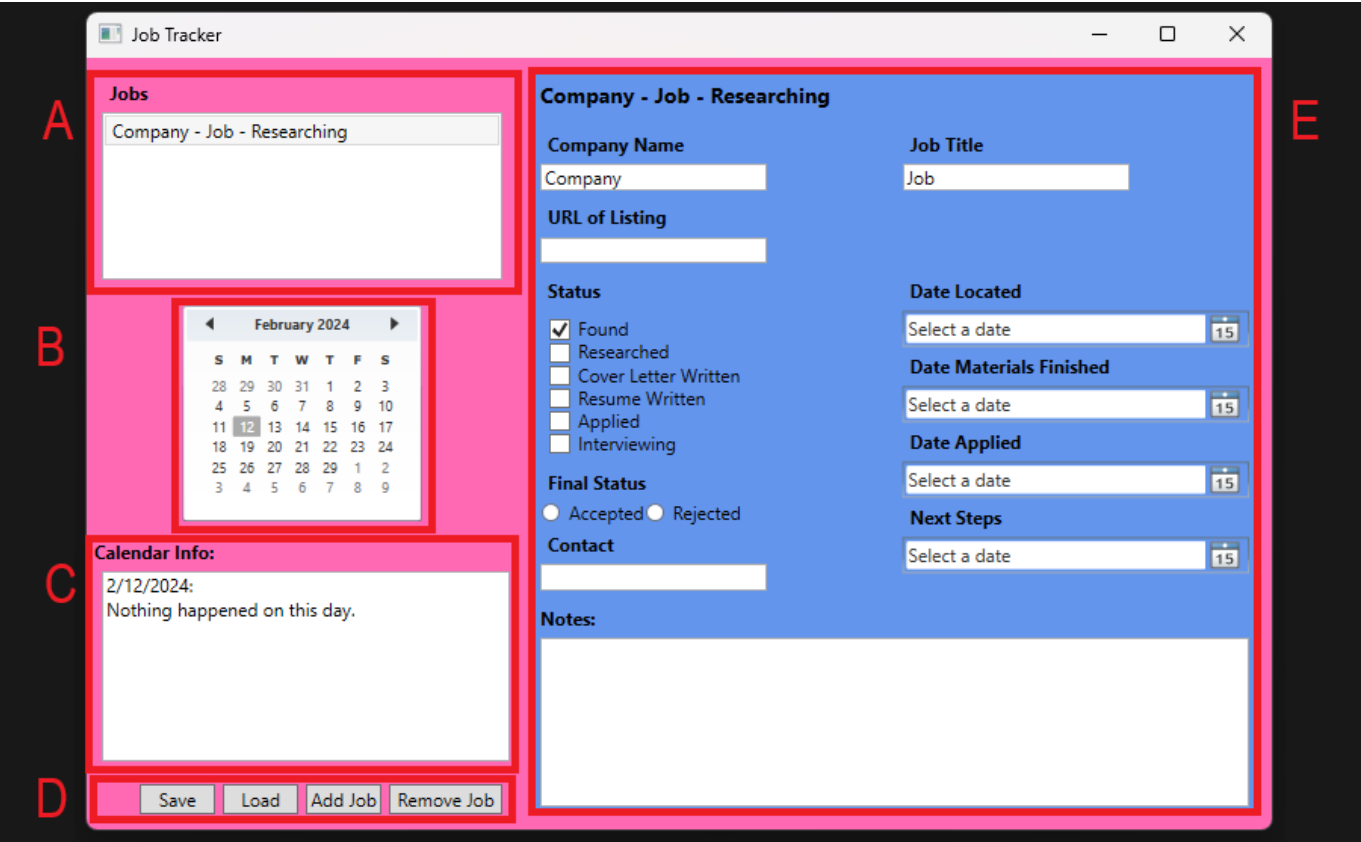 Job Tracker
A
Jobs
Company - Job - Researching
B
February 2024
S M T W T F S
28 29 30 31 1 2 3
4 5 6 7 8 9 10
11 12 13 14 15 16 17
18 19 20 21 22 23 24
25 26 27 28 29 1 2
3 4 5 6 7 8 9
C
Calendar Info:
2/12/2024:
Nothing happened on this day.
D
Save Load Add Job Remove Job
E
Company - Job - Researching
Company Name Job Title
Company Job
URL of Listing
Status
Found
Researched
Cover Letter Written
Resume Written
Applied
Interviewing
Final Status
Accepted Rejected
Contact
Date Located
Select a date 15
Date Materials Finished
Select a date 15
Date Applied
Select a date 15
Next Steps
Select a date 15
Notes: